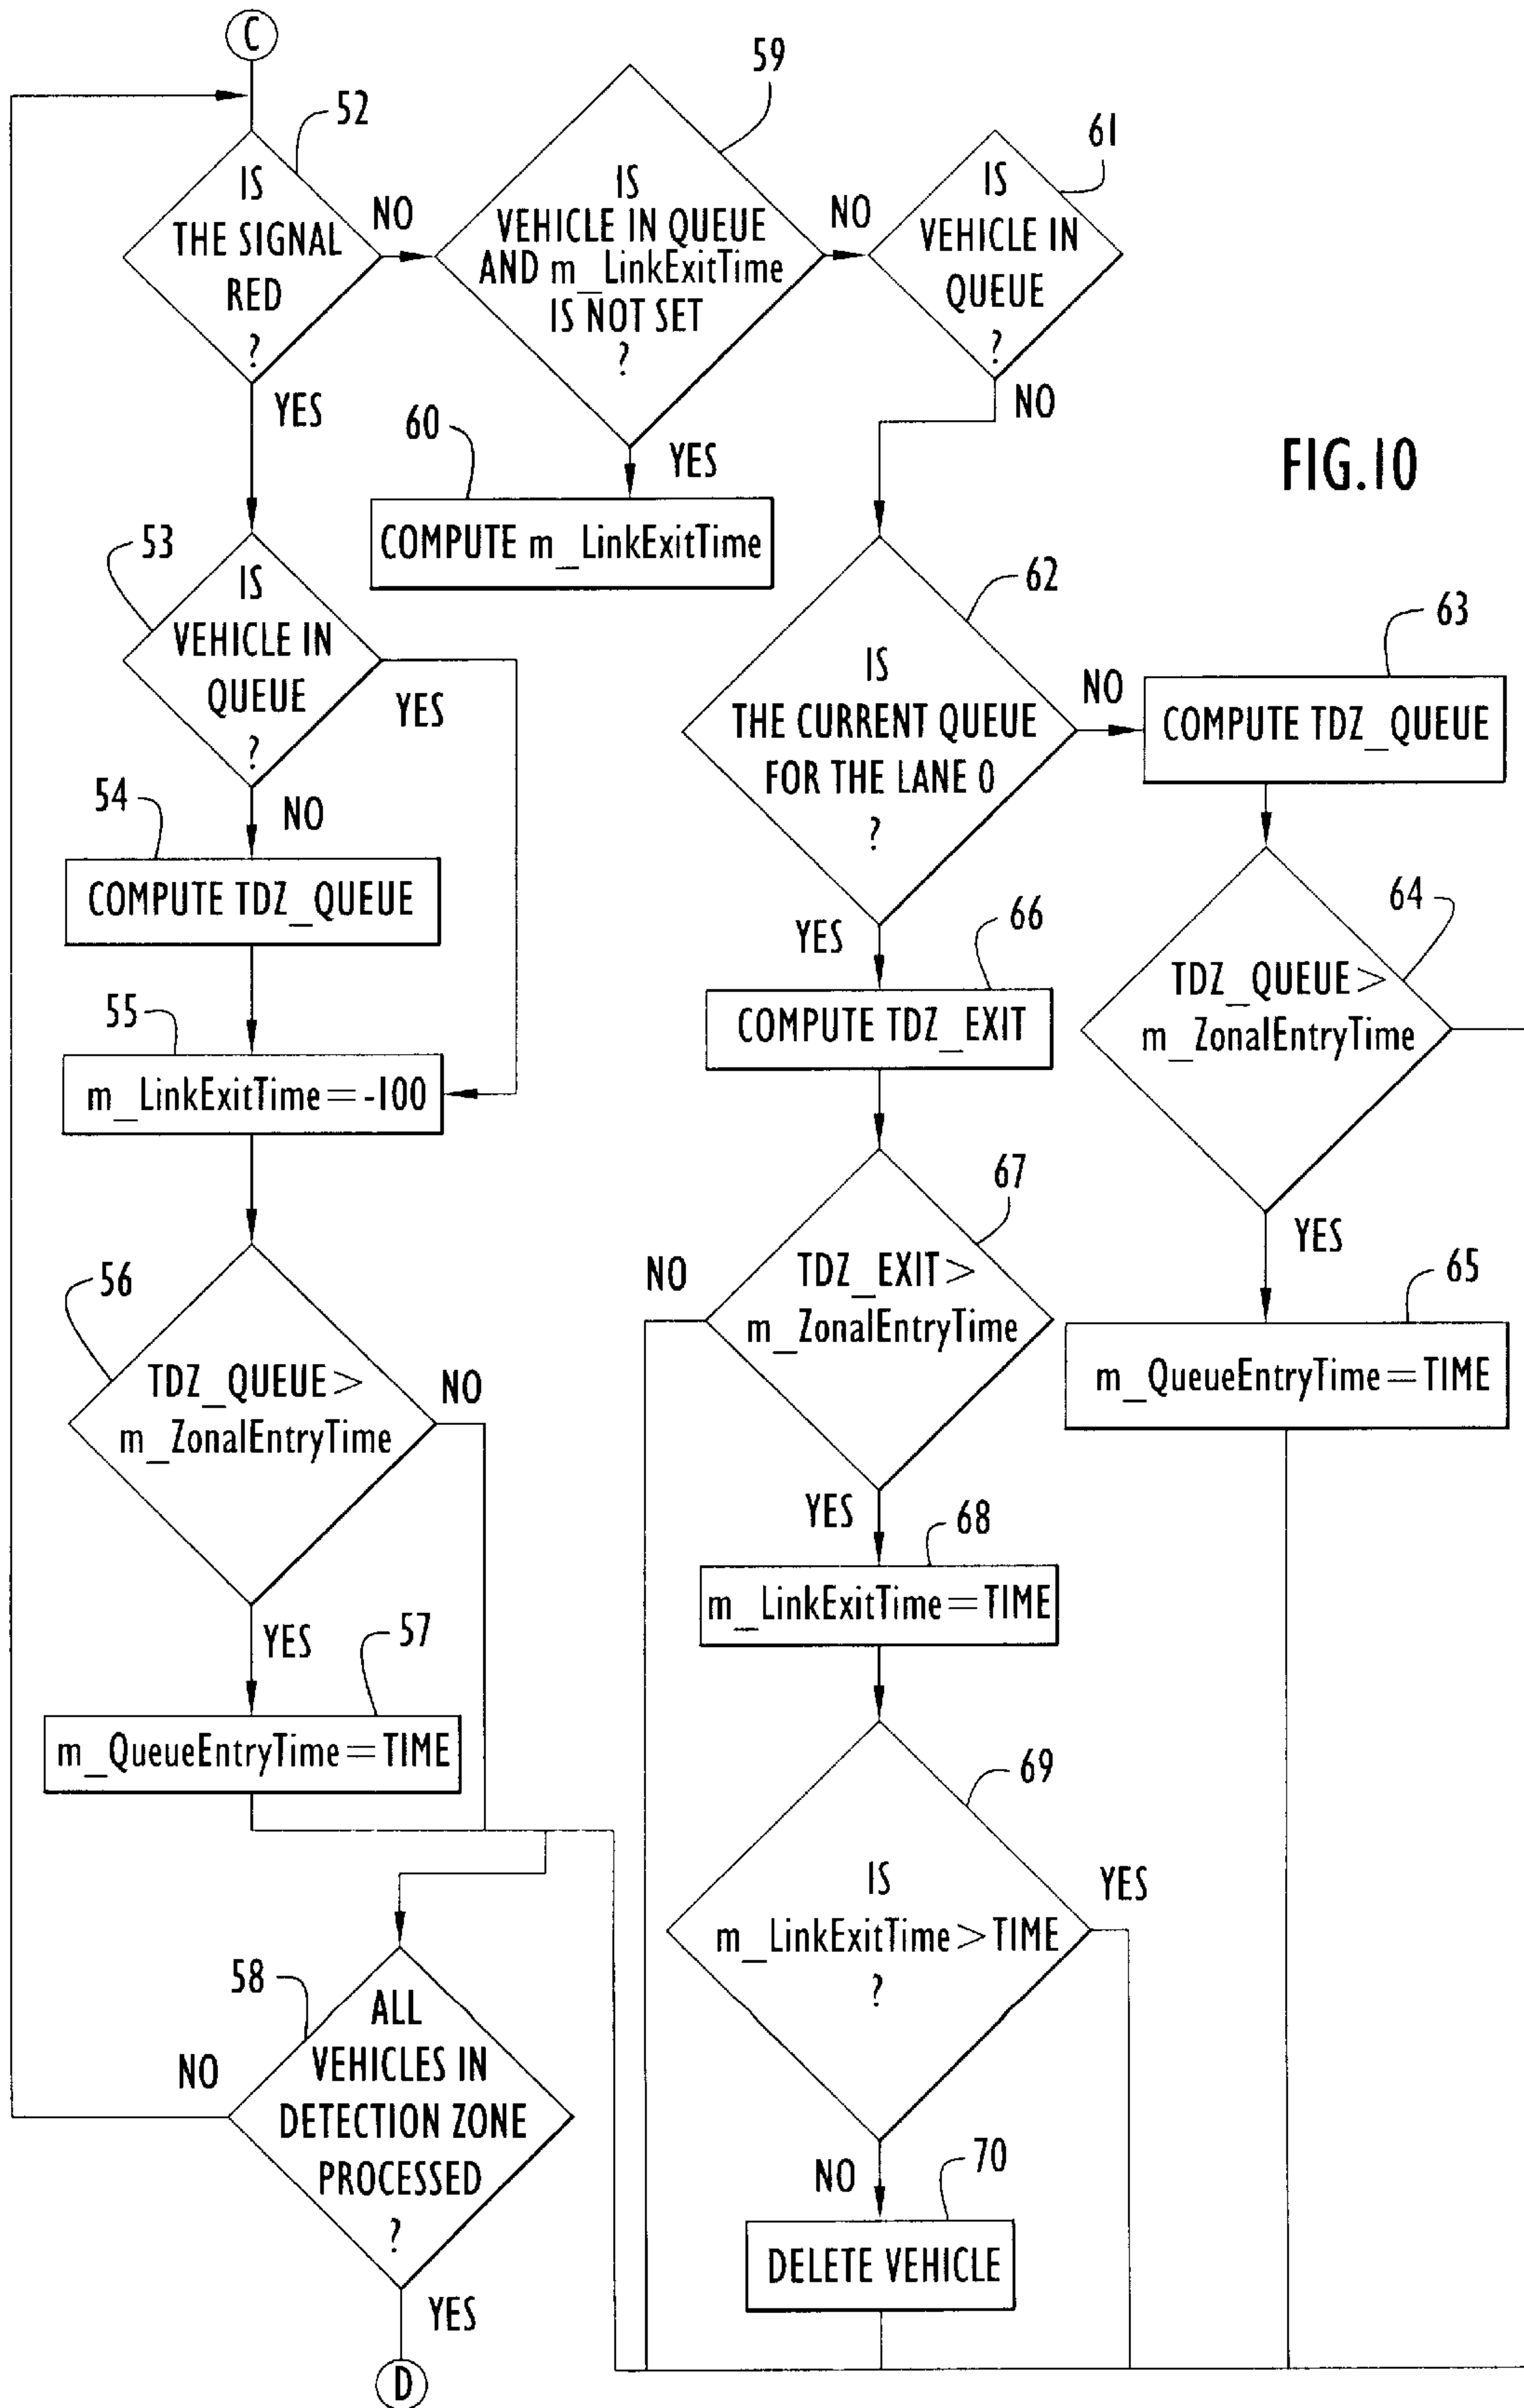 C
52
IS
THE SIGNAL
RED
?
NO
YES
59
IS
VEHICLE IN QUEUE
AND m_LinkExitTime
IS NOT SET
?
NO
YES
61
IS
VEHICLE IN
QUEUE
?
NO
60
COMPUTE m_LinkExitTime
FIG.10
53
IS
VEHICLE IN
QUEUE
?
YES
NO
54
COMPUTE TDZ_QUEUE
55
m_LinkExitTime=-100
56
TDZ_QUEUE>
m_ZonalEntryTime
NO
YES
57
m_QueueEntryTime=TIME
58
ALL
VEHICLES IN
DETECTION ZONE
PROCESSED
?
NO
YES
D
62
IS
THE CURRENT QUEUE
FOR THE LANE 0
?
NO
YES
63
COMPUTE TDZ_QUEUE
64
TDZ_QUEUE>
m_ZonalEntryTime
YES
65
m_QueueEntryTime=TIME
66
COMPUTE TDZ_EXIT
67
TDZ_EXIT>
m_ZonalEntryTime
NO
YES
68
m_LinkExitTime=TIME
69
IS
m_LinkExitTime>TIME
?
YES
NO
70
DELETE VEHICLE